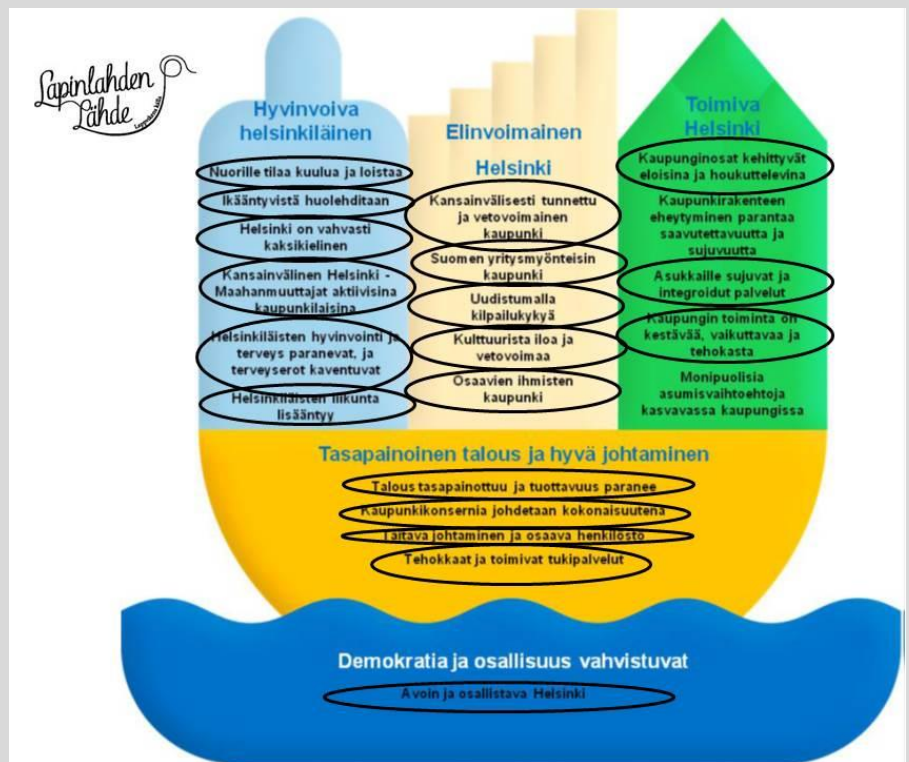 Lapinlahden
Lähde
Hyvinvoiva
helsinkiläinen
Nuorille tilaa kuulua ja loistaa
Ikääntyvistä huolehditaan
Helsinki on vahvasti
kaksikielinen
Kansainvälinen Helsinki -
Maahanmuuttajat aktiivisina
kaupunkilaisina
Helsinkiläisten hyvinvointi ja
terveys paranevat, ja
terveyserot kaventuvat
Helsinkiläisten liikunta
lisääntyy
Elinvoimainen
Helsinki
Kansainvälisesti tunnettu
ja vetovoimainen
kaupunki
Suomen yritysmyönteisin
kaupunki
Uudistumalla
kilpailukykyä
Kulttuurista iloa ja
vetovoimaa
Osaavien ihmisten
kaupunki
Toimiva
Helsinki
Kaupunginosat kehittyvät
eloisina ja houkuttelevina
Kaupunkirakenteen
eheytyminen parantaa
saavutettavuutta ja
sujuvuutta
Asukkaille sujuvat ja
integroidut palvelut
Kaupungin toiminta on
kestävää, vaikuttavaa ja
tehokasta
Monipuolisia
asumisvaihtoehtoja
kasvavassa kaupungissa
Tasapainoinen talous ja hyvä johtaminen
Talous tasapainottuu ja tuottavuus paranee
Kaupunkikonsernia johdetaan kokonaisuutena
Taitava johtaminen ja osaava henkilöstö
Tehokkaat ja toimivat tukipalvelut
Demokratia ja osallisuus vahvistuvat
Avoin ja osallistava Helsinki